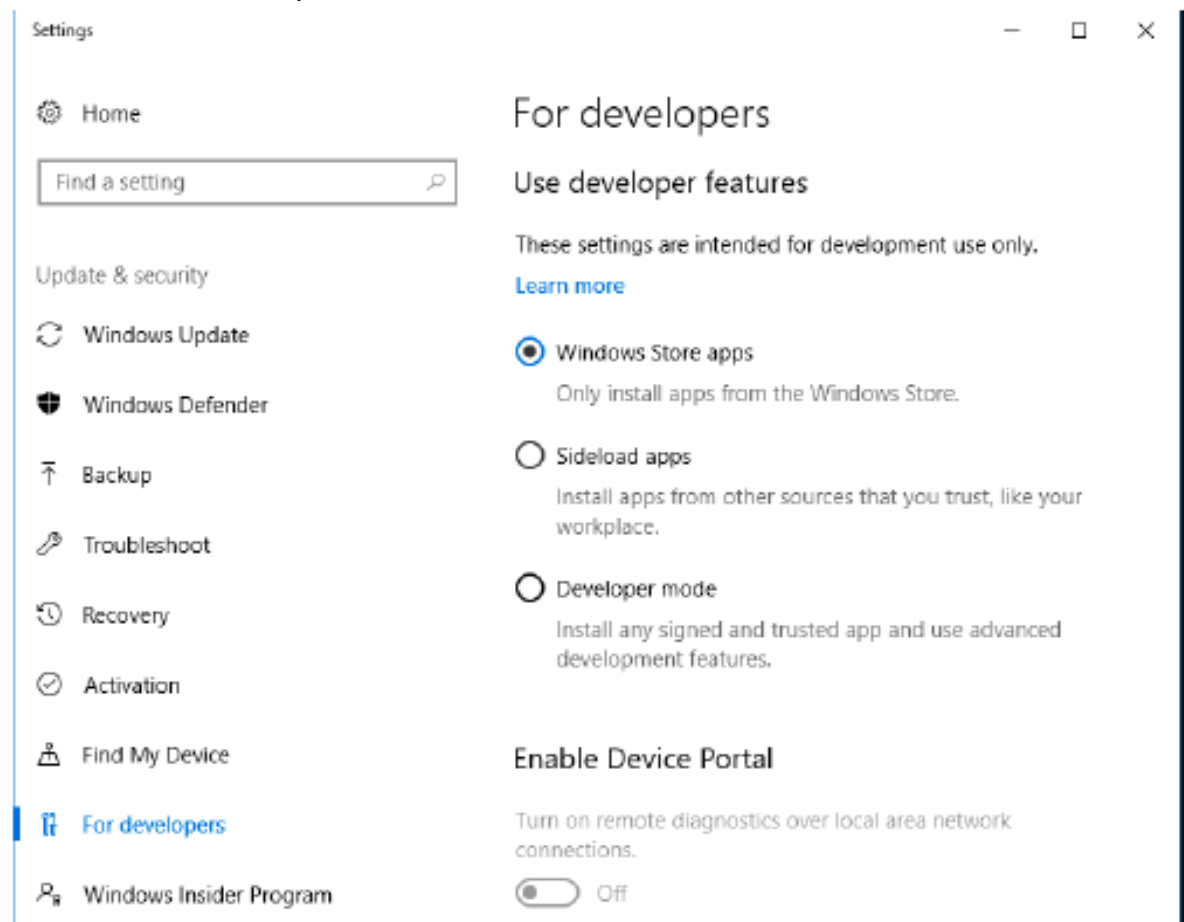 Settings
Home
Find a setting
Update & security
Windows Update
Windows Defender
Backup
Troubleshoot
Recovery
Activation
Find My Device
For developers
Windows Insider Program
For developers
Use developer features
These settings are intended for development use only.
Learn more
Windows Store apps
Only install apps from the Windows Store.
Sideload apps
Install apps from other sources that you trust, like your
workplace.
Developer mode
Install any signed and trusted app and use advanced
development features.
Enable Device Portal
Turn on remote diagnostics over local area network
connections.
Off